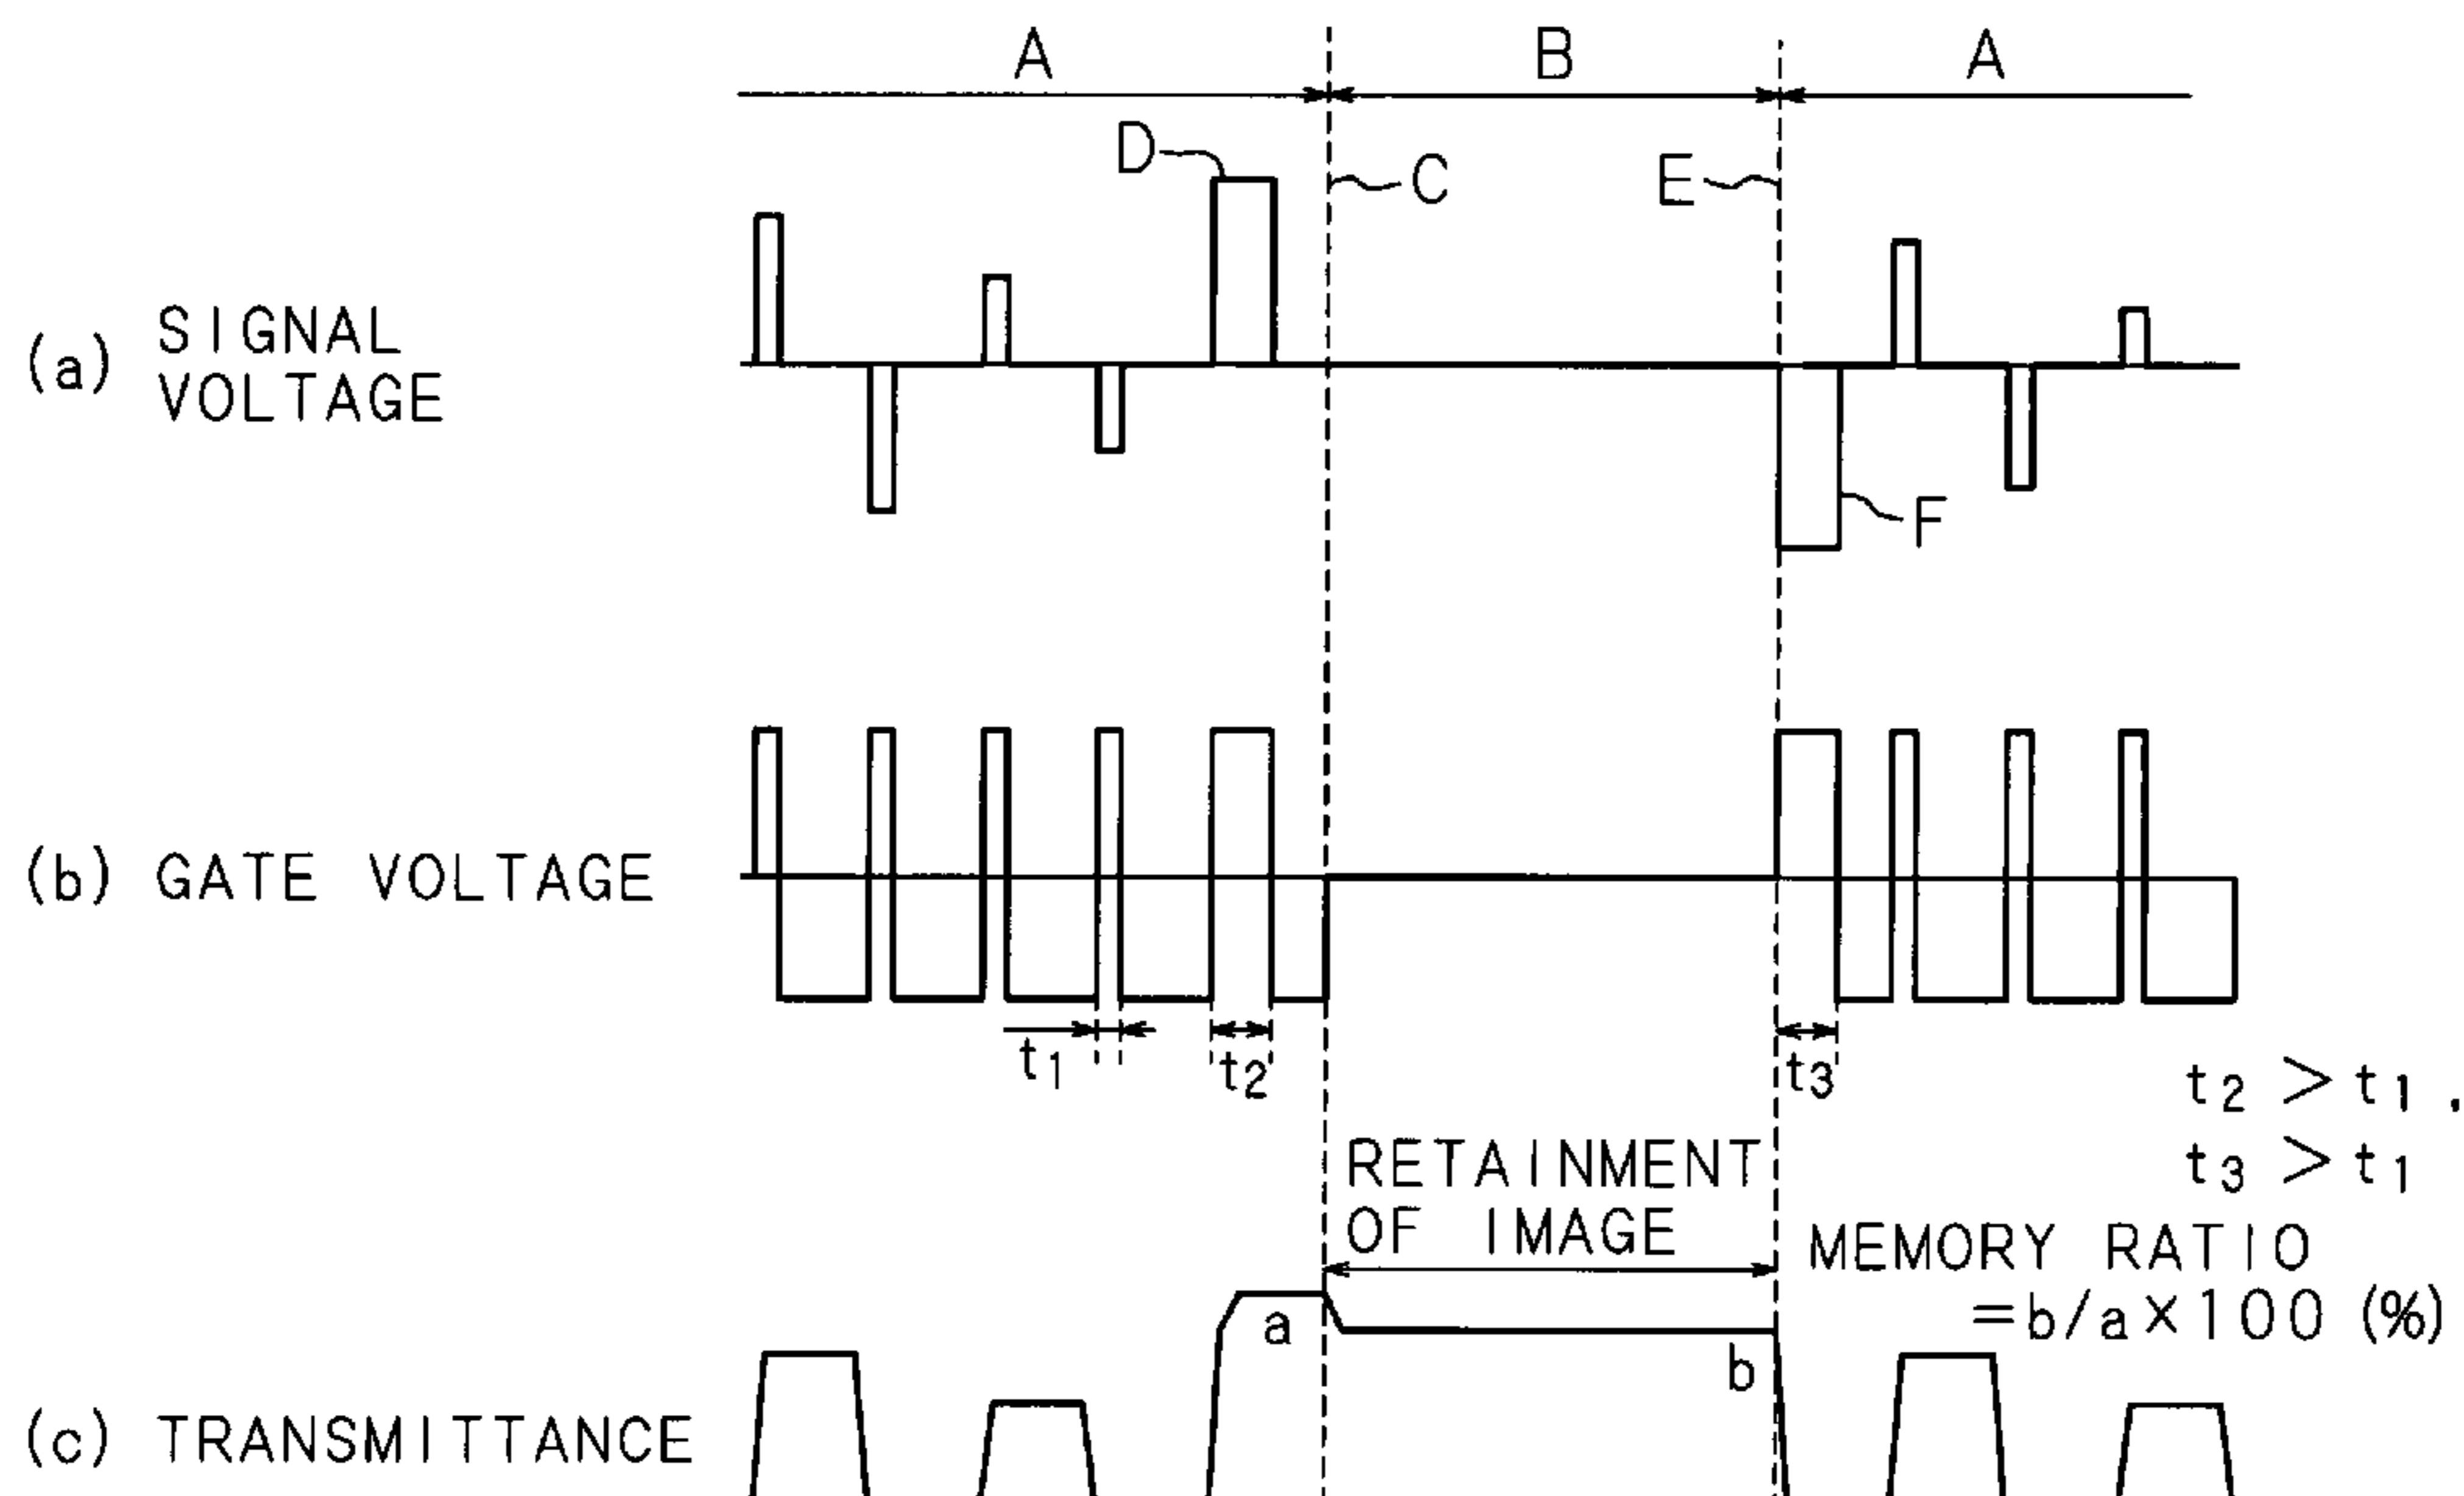 A B A
D C E
(a) SIGNAL
VOLTAGE
F
(b) GATE VOLTAGE
t1 t2 t3
t2 > t1 .
t3 > t1
RETAINMENT
OF IMAGE
MEMORY RATIO
=b/a×100 (%)
a
b
(c) TRANSMITTANCE